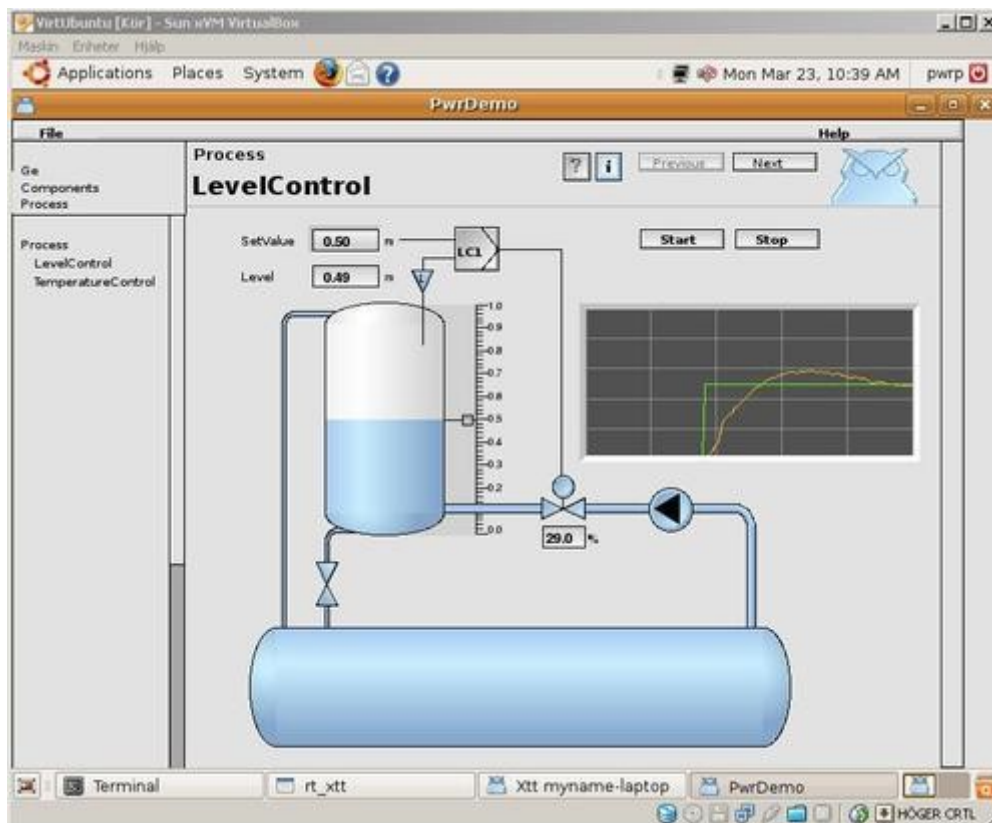 VirtUbuntu [Kör] - Sun xVM VirtualBox
Maskin Enheter Hjälp
Applications Places System Mon Mar 23, 10:39 AM pwrp
PwrDemo
File Help
Ge
Components
Process
Process
LevelControl
TemperatureControl
Process
LevelControl
? i Previous Next
SetValue 0.50 m
LC1
Start Stop
Level 0.49 m
L
1.0
0.9
0.8
0.7
0.6
0.5
0.4
0.3
0.2
0.0
29.0 %
Terminal rt_xtt Xtt myname-laptop PwrDemo
HÖGER CRTL